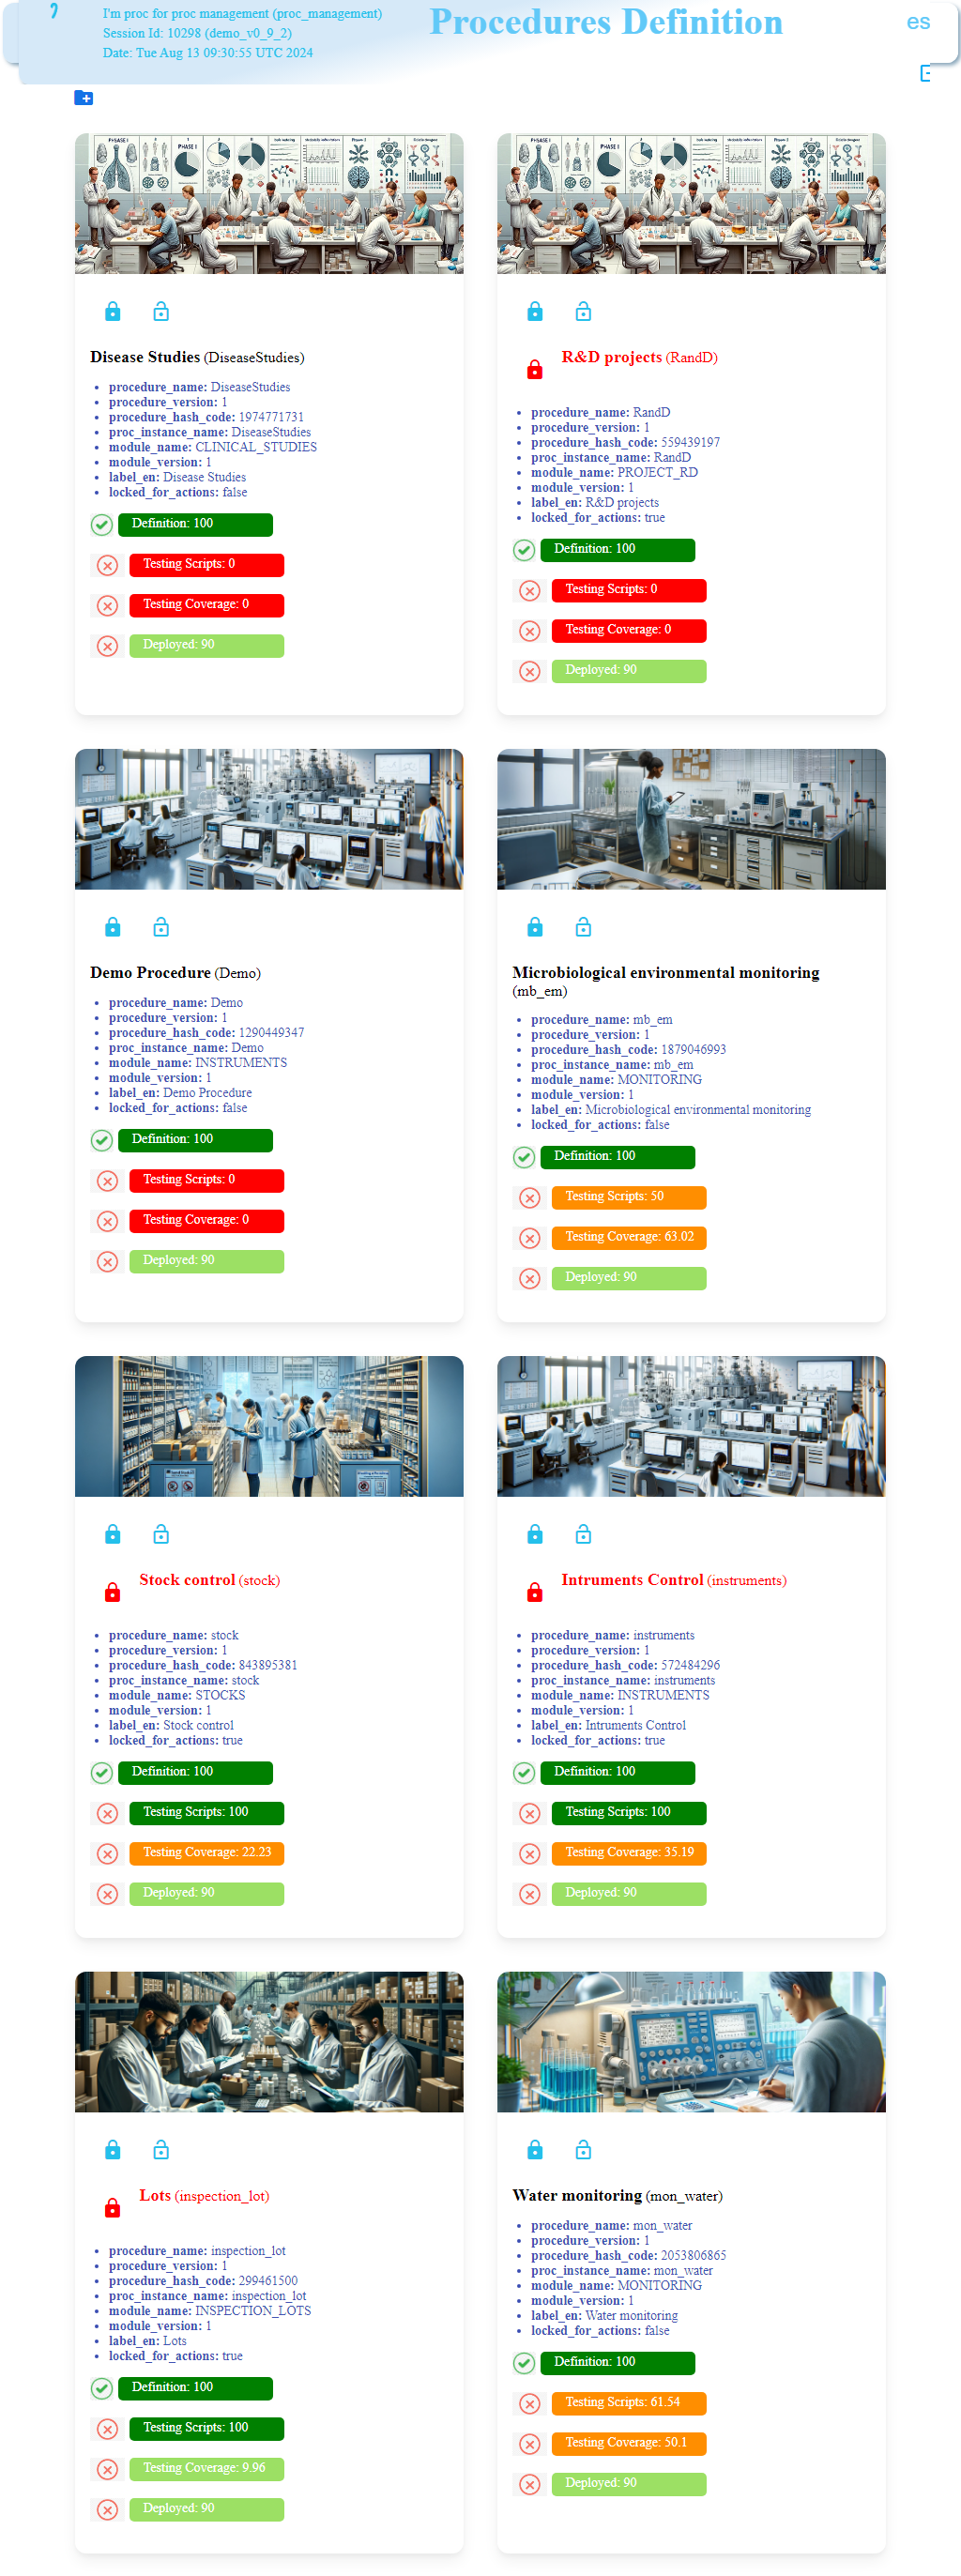 I'm proc for proc management (proc_management)
Session Id: 10298 (demo_v0_9_2)
Date: Tue Aug 13 09:30:55 UTC 2024
Procedures Definition
es
PHASE I
PHASE I
Disease Studies (DiseaseStudies)
procedure_name: DiseaseStudies
procedure_version: 1
procedure_hash_code: 1974771731
proc_instance_name: DiseaseStudies
module_name: CLINICAL_STUDIES
module_version: 1
label_en: Disease Studies
locked_for_actions: false
Definition: 100
Testing Scripts: 0
Testing Coverage: 0
Deployed: 90
PHASE I
PHASE I
R&D projects (RandD)
procedure_name: RandD
procedure_version: 1
procedure_hash_code: 559439197
proc_instance_name: RandD
module_name: PROJECT_RD
module_version: 1
label_en: R&D projects
locked_for_actions: true
Definition: 100
Testing Scripts: 0
Testing Coverage: 0
Deployed: 90
Demo Procedure (Demo)
procedure_name: Demo
procedure_version: 1
procedure_hash_code: 1290449347
proc_instance_name: Demo
module_name: INSTRUMENTS
module_version: 1
label_en: Demo Procedure
locked_for_actions: false
Definition: 100
Testing Scripts: 0
Testing Coverage: 0
Deployed: 90
Microbiological environmental monitoring
(mb_em)
procedure_name: mb_em
procedure_version: 1
procedure_hash_code: 1879046993
proc_instance_name: mb_em
module_name: MONITORING
module_version: 1
label_en: Microbiological environmental monitoring
locked_for_actions: false
Definition: 100
Testing Scripts: 50
Testing Coverage: 63.02
Deployed: 90
Stock control (stock)
procedure_name: stock
procedure_version: 1
procedure_hash_code: 843895381
proc_instance_name: stock
module_name: STOCKS
module_version: 1
label_en: Stock control
locked_for_actions: true
Definition: 100
Testing Scripts: 100
Testing Coverage: 22.23
Deployed: 90
Intruments Control (instruments)
procedure_name: instruments
procedure_version: 1
procedure_hash_code: 572484296
proc_instance_name: instruments
module_name: INSTRUMENTS
module_version: 1
label_en: Intruments Control
locked_for_actions: true
Definition: 100
Testing Scripts: 100
Testing Coverage: 35.19
Deployed: 90
Lots (inspection_lot)
procedure_name: inspection_lot
procedure_version: 1
procedure_hash_code: 299461500
proc_instance_name: inspection_lot
module_name: INSPECTION_LOTS
module_version: 1
label_en: Lots
locked_for_actions: true
Definition: 100
Testing Scripts: 100
Testing Coverage: 9.96
Deployed: 90
Water monitoring (mon_water)
procedure_name: mon_water
procedure_version: 1
procedure_hash_code: 2053806865
proc_instance_name: mon_water
module_name: MONITORING
module_version: 1
label_en: Water monitoring
locked_for_actions: false
Definition: 100
Testing Scripts: 61.54
Testing Coverage: 50.1
Deployed: 90